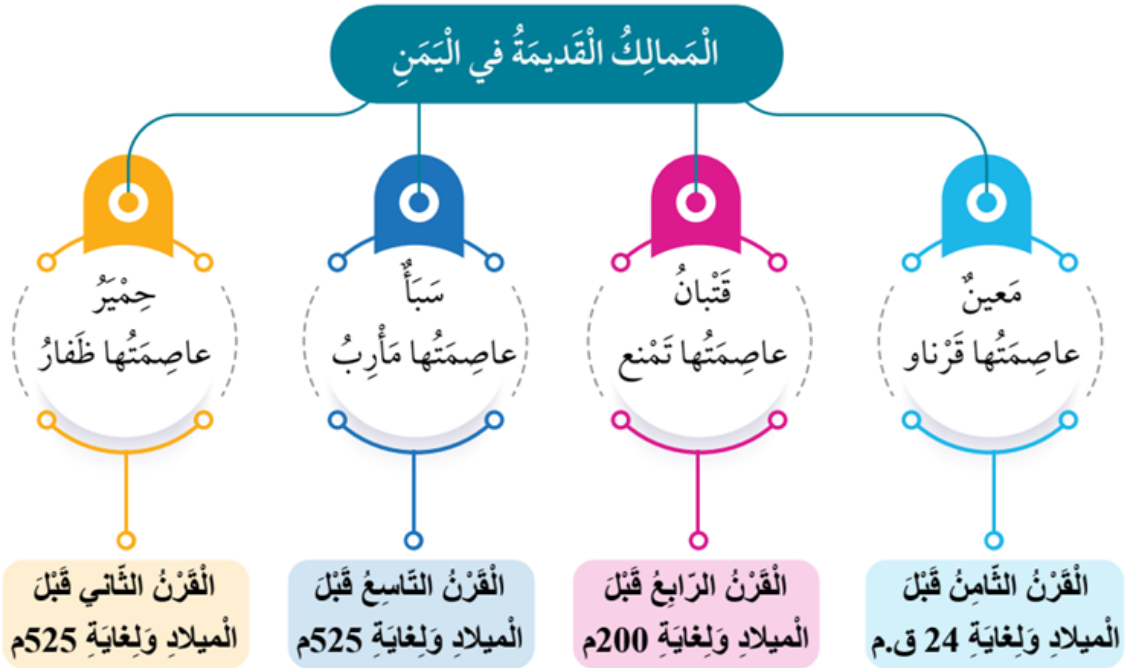 الْمَمالِكُ الْقَديمَةُ في الْيَمَنِ
مَعينٌ
عاصِمَتُها قَرْناو
الْقَرْنُ الثّامِنُ قَبْلَ
الْميلادِ وَلِغايَةِ 24 ق.م
قَتْبانُ
عاصِمَتُها تَمْنع
الْقَرْنُ الرّابِعُ قَبْلَ
الْميلادِ وَلِغايَةِ 200م
سَبَأٌ
عاصِمَتُها مَأْرِبُ
الْقَرْنُ التّاسِعُ قَبْلَ
الْميلادِ وَلِغايَةِ 525م
حِمْيَرُ
عاصِمَتُها ظَفارُ
الْقَرْنُ الثّاني قَبْلَ
الْميلادِ وَلِغايَةِ 525م